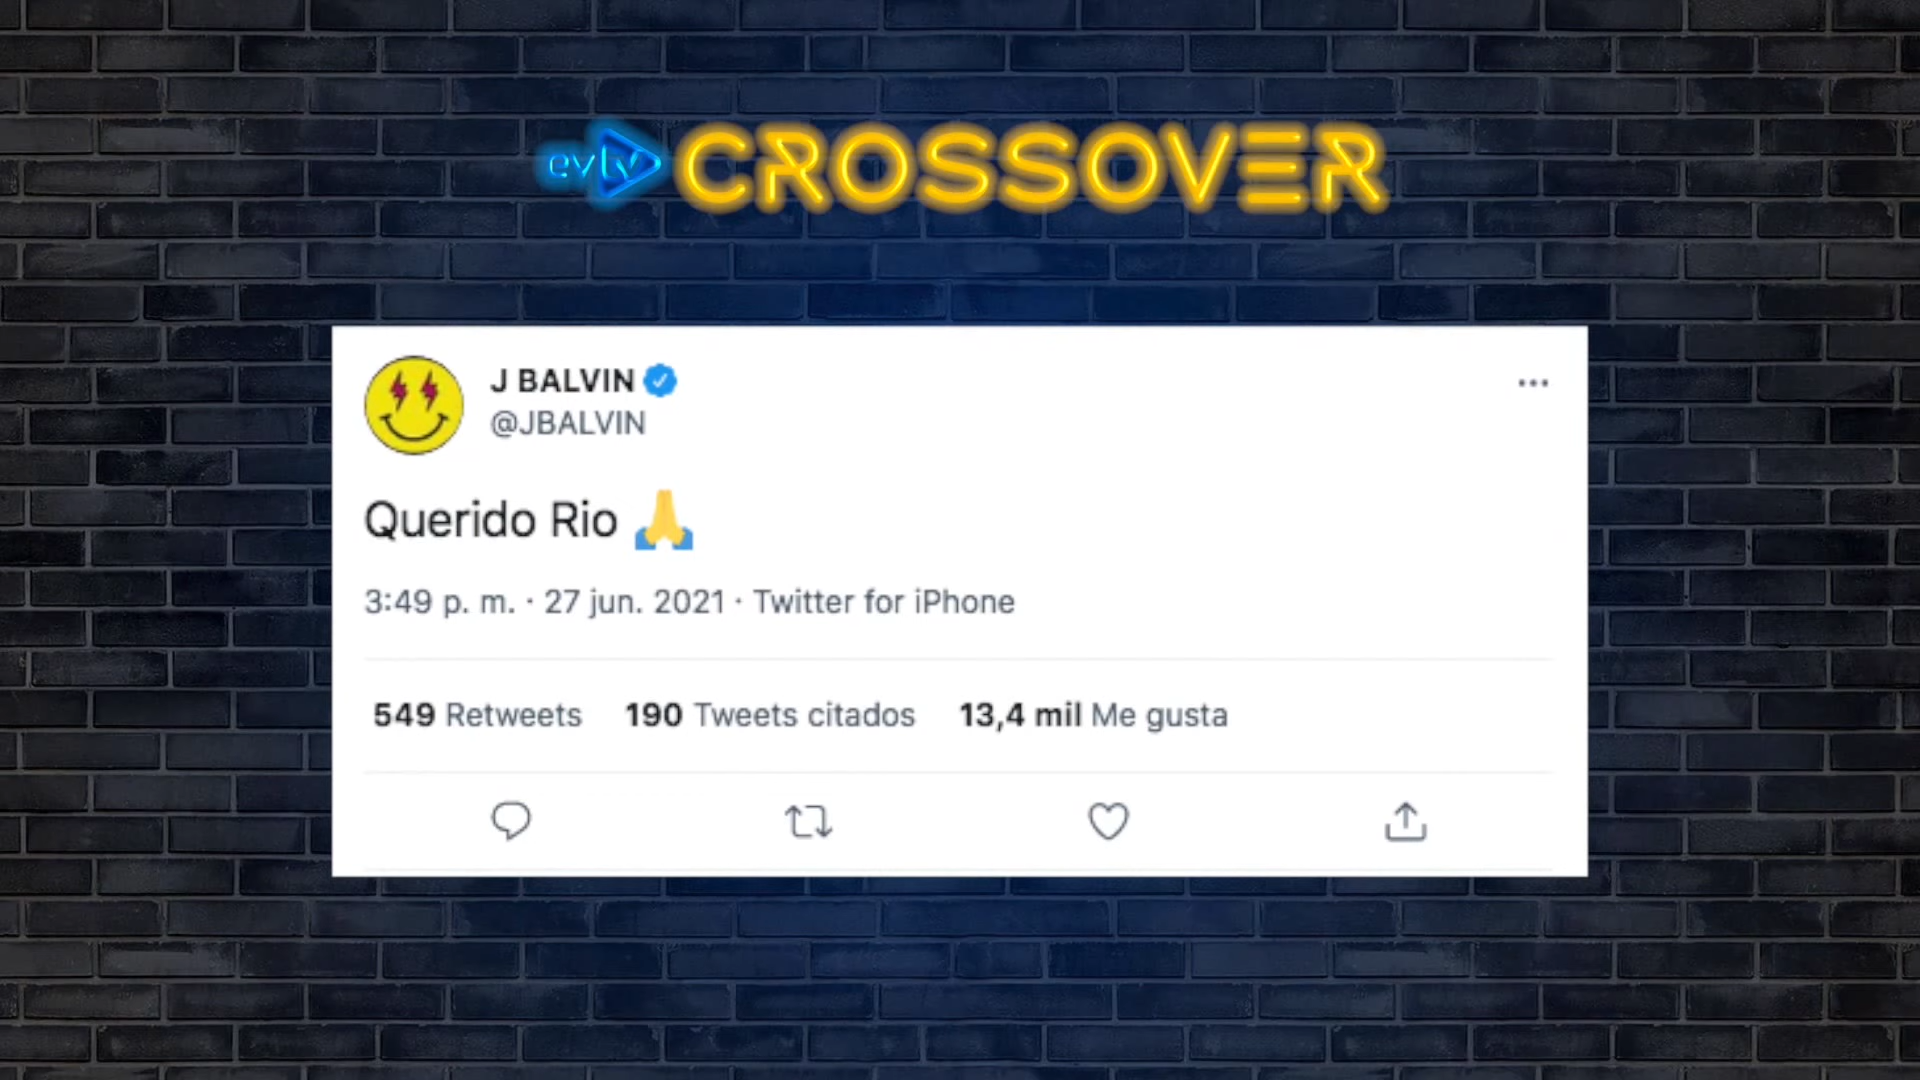 evtv CROSSOVER
J BALVIN
@JBALVIN
Querido Rio 🙏
3:49 p. m. · 27 jun. 2021 · Twitter for iPhone
549 Retweets 190 Tweets citados 13,4 mil Me gusta